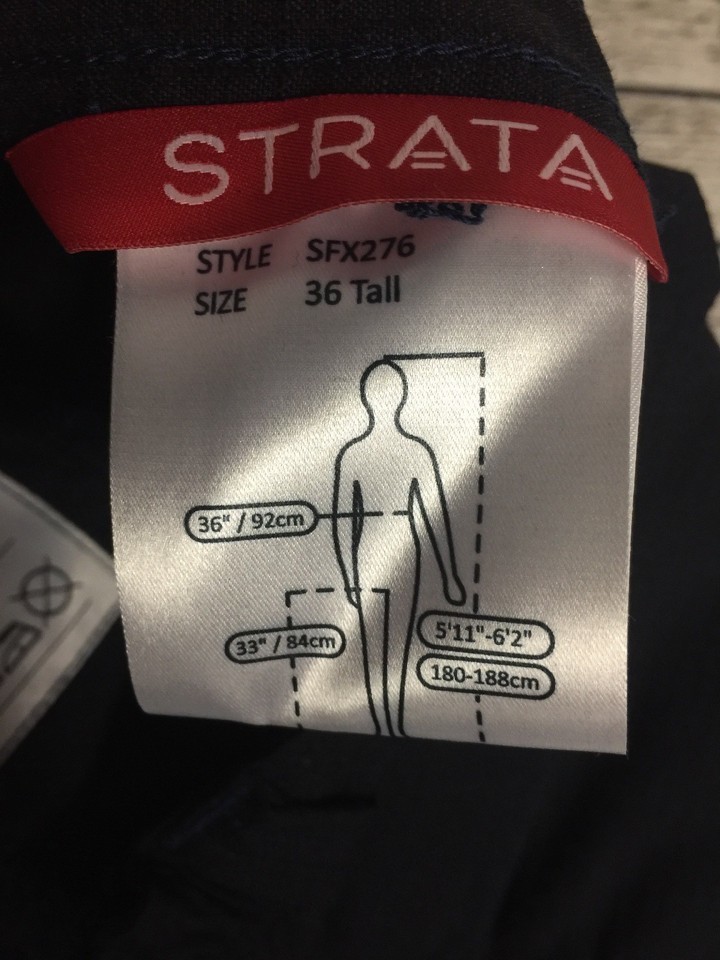 STRATA
STYLE SFX276
SIZE 36 Tall
36" / 92cm
33" / 84cm
5'11"-6'2"
180-188cm